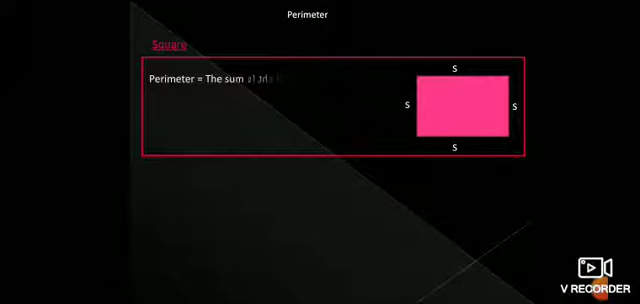 Perimeter
Square
S
Perimeter = The sum
S
S
S
V RECORDER